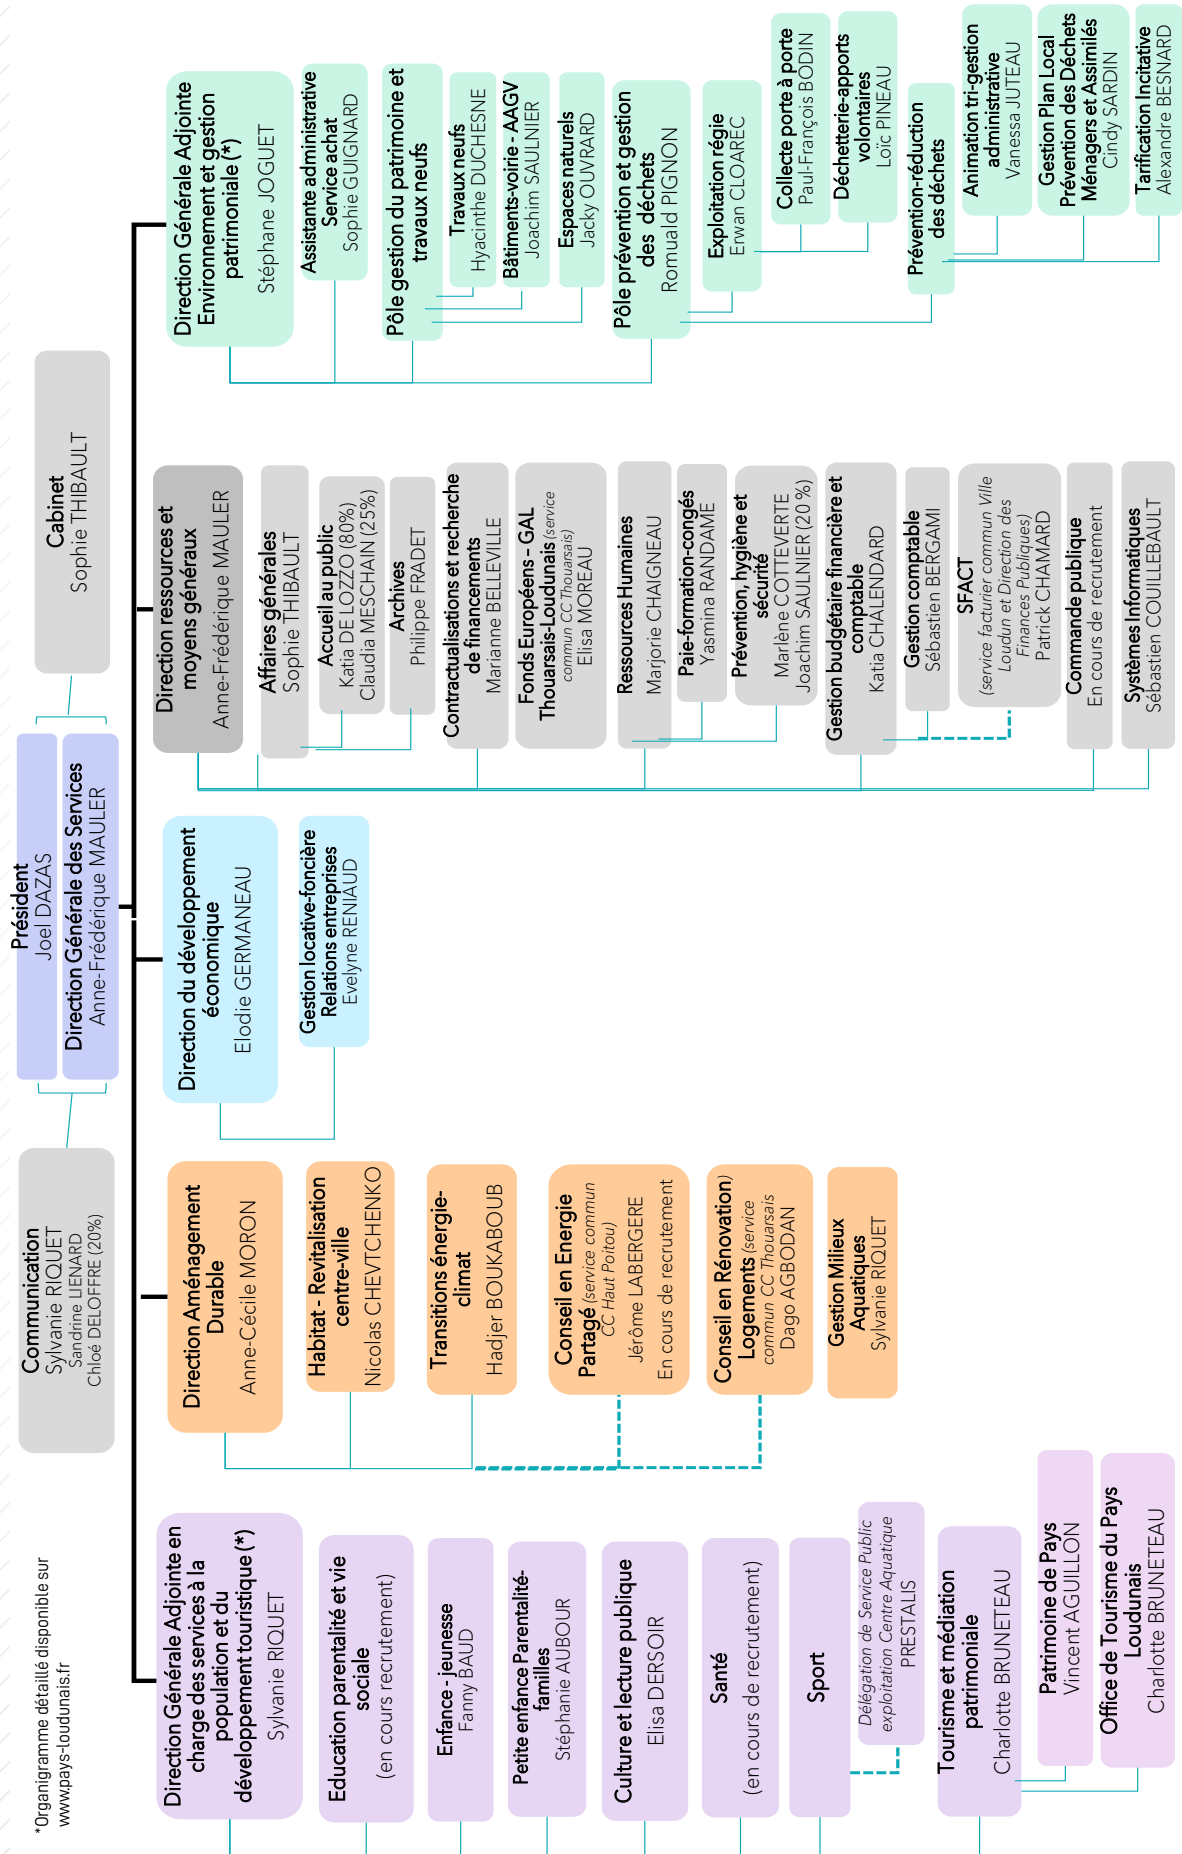 *Organigramme détaillé disponible sur
www.pays-loudunais.fr
Communication
Sylvanie RIQUET
Sandrine LIENARD
Chloé DELOFFRE (20%)
Président
Joel DAZAS
Direction Générale des Services
Anne-Frédérique MAULER
Cabinet
Sophie THIBAULT
Direction Générale Adjointe en
charge des services à la
population et du
développement touristique (*)
Sylvanie RIQUET
Education parentalité et vie
sociale
(en cours recrutement)
Enfance - jeunesse
Fanny BAUD
Petite enfance Parentalité-
familles
Stéphanie AUBOUR
Culture et lecture publique
Elisa DERSOIR
Santé
(en cours de recrutement)
Sport
Délégation de Service Public
exploitation Centre Aquatique
PRESTALIS
Tourisme et médiation
patrimoniale
Charlotte BRUNETEAU
Patrimoine de Pays
Vincent AGUILLON
Office de Tourisme du Pays
Loudunais
Charlotte BRUNETEAU
Direction Aménagement
Durable
Anne-Cécile MORON
Habitat - Revitalisation
centre-ville
Nicolas CHEVTCHENKO
Transitions énergie-
climat
Hadjer BOUKABOUB
Conseil en Energie
Partagé (service commun
CC Haut Poitou)
Jérôme LABERGERE
En cours de recrutement
Conseil en Rénovation)
Logements (service
commun CC Thouarsais
Dago AGBODAN
Gestion Milieux
Aquatiques
Sylvanie RIQUET
Direction du développement
économique
Elodie GERMANEAU
Gestion locative-foncière
Relations entreprises
Evelyne RENIAUD
Direction ressources et
moyens généraux
Anne-Frédérique MAULER
Affaires générales
Sophie THIBAULT
Accueil au public
Katia DE LOZZO (80%)
Claudia MESCHAIN (25%)
Archives
Philippe FRADET
Contractualisations et recherche
de financements
Marianne BELLEVILLE
Fonds Européens - GAL
Thouarsais-Loudunais (service
commun CC Thouarsais)
Elisa MOREAU
Ressources Humaines
Marjorie CHAIGNEAU
Paie-formation-congés
Yasmina RANDAME
Prévention, hygiène et
sécurité
Marlène COTTEVERTE
Joachim SAULNIER (20 %)
Gestion budgétaire financière et
comptable
Katia CHALENDARD
Gestion comptable
Sébastien BERGAMI
SFACT
(service facturier commun Ville
Loudun et Direction des
Finances Publiques)
Patrick CHAMARD
Commande publique
En cours de recrutement
Systèmes Informatiques
Sébastien COUILLEBAULT
Direction Générale Adjointe
Environnement et gestion
patrimoniale (*)
Stéphane JOGUET
Assistante administrative
Service achat
Sophie GUIGNARD
Pôle gestion du patrimoine et
travaux neufs
Travaux neufs
Hyacinthe DUCHESNE
Bâtiments-voirie - AAGV
Joachim SAULNIER
Espaces naturels
Jacky OUVRARD
Pôle prévention et gestion
des déchets
Romuald PIGNON
Exploitation régie
Erwan CLOAREC
Collecte porte à porte
Paul-François BODIN
Déchetterie-apports
volontaires
Loïc PINEAU
Prévention-réduction
des déchets
Animation tri-gestion
administrative
Vanessa JUTEAU
Gestion Plan Local
Prévention des Déchets
Ménagers et Assimilés
Cindy SARDIN
Tarification Incitative
Alexandre BESNARD